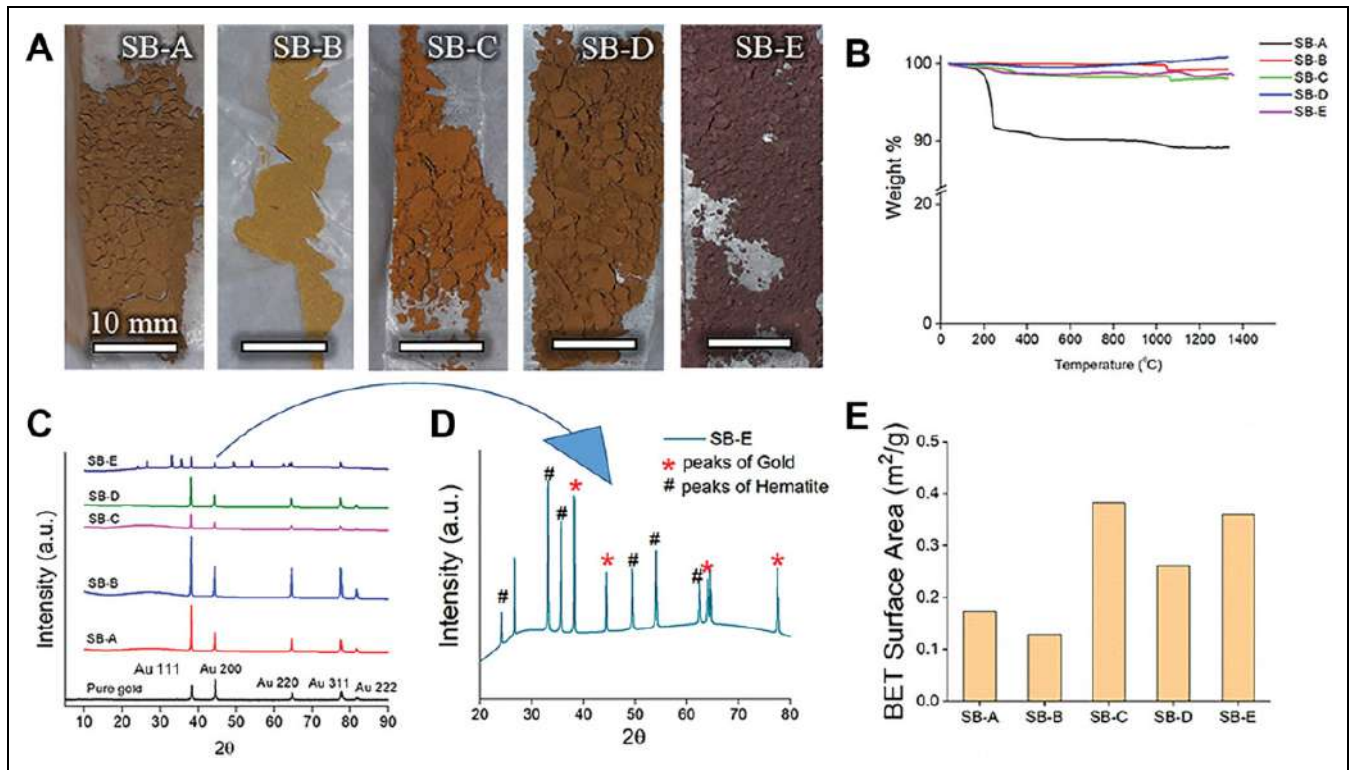 A
SB-A
SB-B
SB-C
SB-D
SB-E
10 mm
B
100
90
20
0
Weight %
0
200
400
600
800
1000
1200
1400
Temperature (⁰C)
SB-A
SB-B
SB-C
SB-D
SB-E
C
SB-E
SB-D
SB-C
SB-B
SB-A
Au 111
Au 200
Au 220
Au 311
Au 222
Pure gold
Intensity (a.u.)
10
20
30
40
50
60
70
80
90
2θ
D
SB-E
* peaks of Gold
# peaks of Hematite
#
#
#
*
*
#
#
#
*
*
Intensity (a.u.)
20
30
40
50
60
70
80
2θ
E
BET Surface Area (m²/g)
0.5
0.4
0.3
0.2
0.1
0.0
SB-A
SB-B
SB-C
SB-D
SB-E